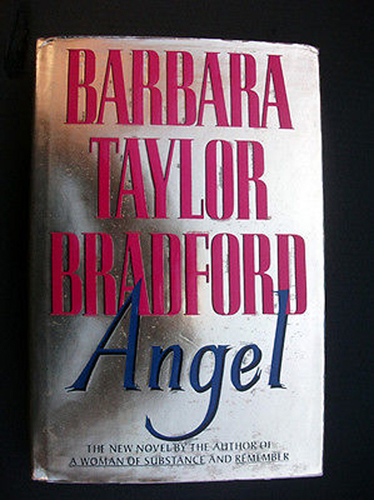 BARBARA
TAYLOR
BRADFORD
Angel
THE NEW NOVEL BY THE AUTHOR OF
A WOMAN OF SUBSTANCE AND REMEMBER